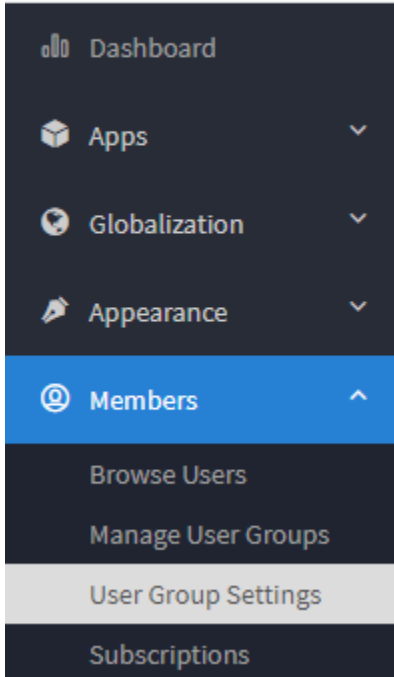 Dashboard
Apps
Globalization
Appearance
Members
Browse Users
Manage User Groups
User Group Settings
Subscriptions